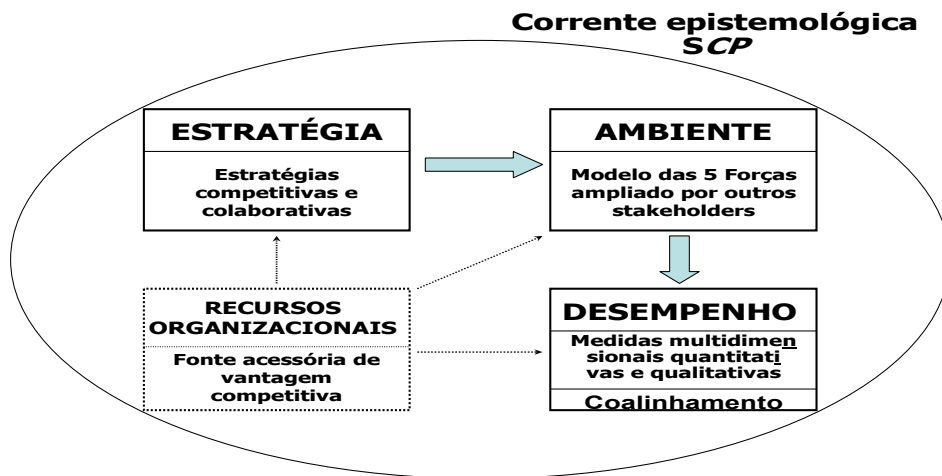 Corrente epistemológica
SCP
ESTRATÉGIA
Estratégias
competitivas e
colaborativas
AMBIENTE
Modelo das 5 Forças
ampliado por outros
stakeholders
RECURSOS
ORGANIZACIONAIS
Fonte acessória de
vantagem
competitiva
DESEMPENHO
Medidas multidimen
sionais quantitati
vas e qualitativas
Coalinhamento